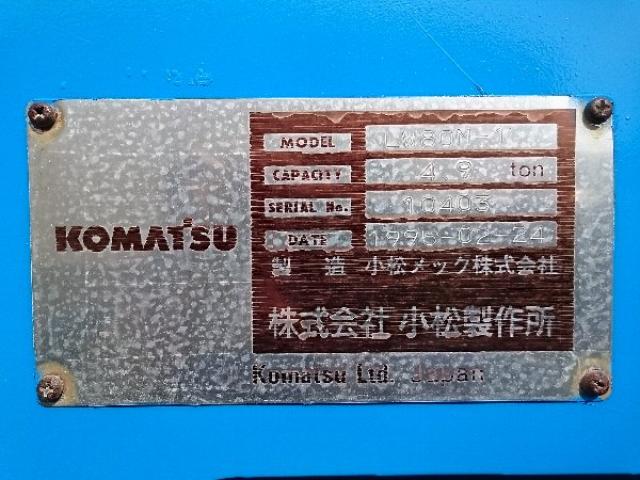 KOMATSU
MODEL LW80M-1
CAPACITY 4.9 ton
SERIAL No. 10403
DATE 1996-02-24
製造 小松メック株式会社
株式会社 小松製作所
Komatsu Ltd. Japan